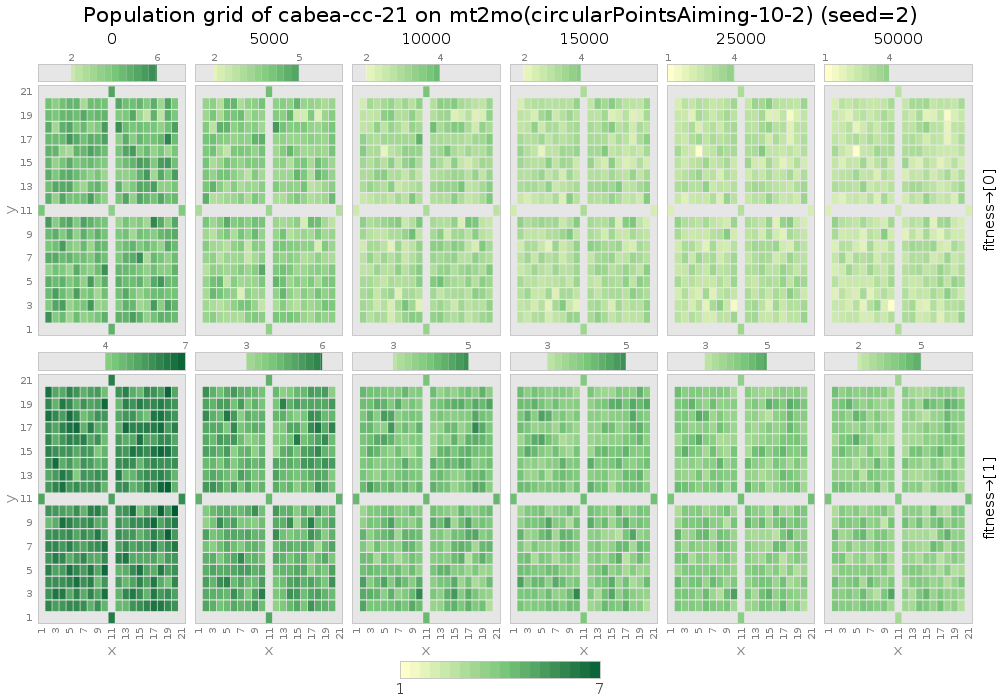 Population grid of cabea-cc-21 on mt2mo(circularPointsAiming-10-2) (seed=2)
0 5000 10000 15000 25000 50000
2 6 2 5 2 4 2 4 1 4 1 4
21
19
17
15
13
y 11
9
7
5
3
1
fitness→[0]
4 7 3 6 3 5 3 5 3 5 2 5
21
19
17
15
13
y 11
9
7
5
3
1
fitness→[1]
1 3 5 7 9 11 13 15 17 19 21 1 3 5 7 9 11 13 15 17 19 21 1 3 5 7 9 11 13 15 17 19 21 1 3 5 7 9 11 13 15 17 19 21 1 3 5 7 9 11 13 15 17 19 21 1 3 5 7 9 11 13 15 17 19 21
x x x x x x
1 7